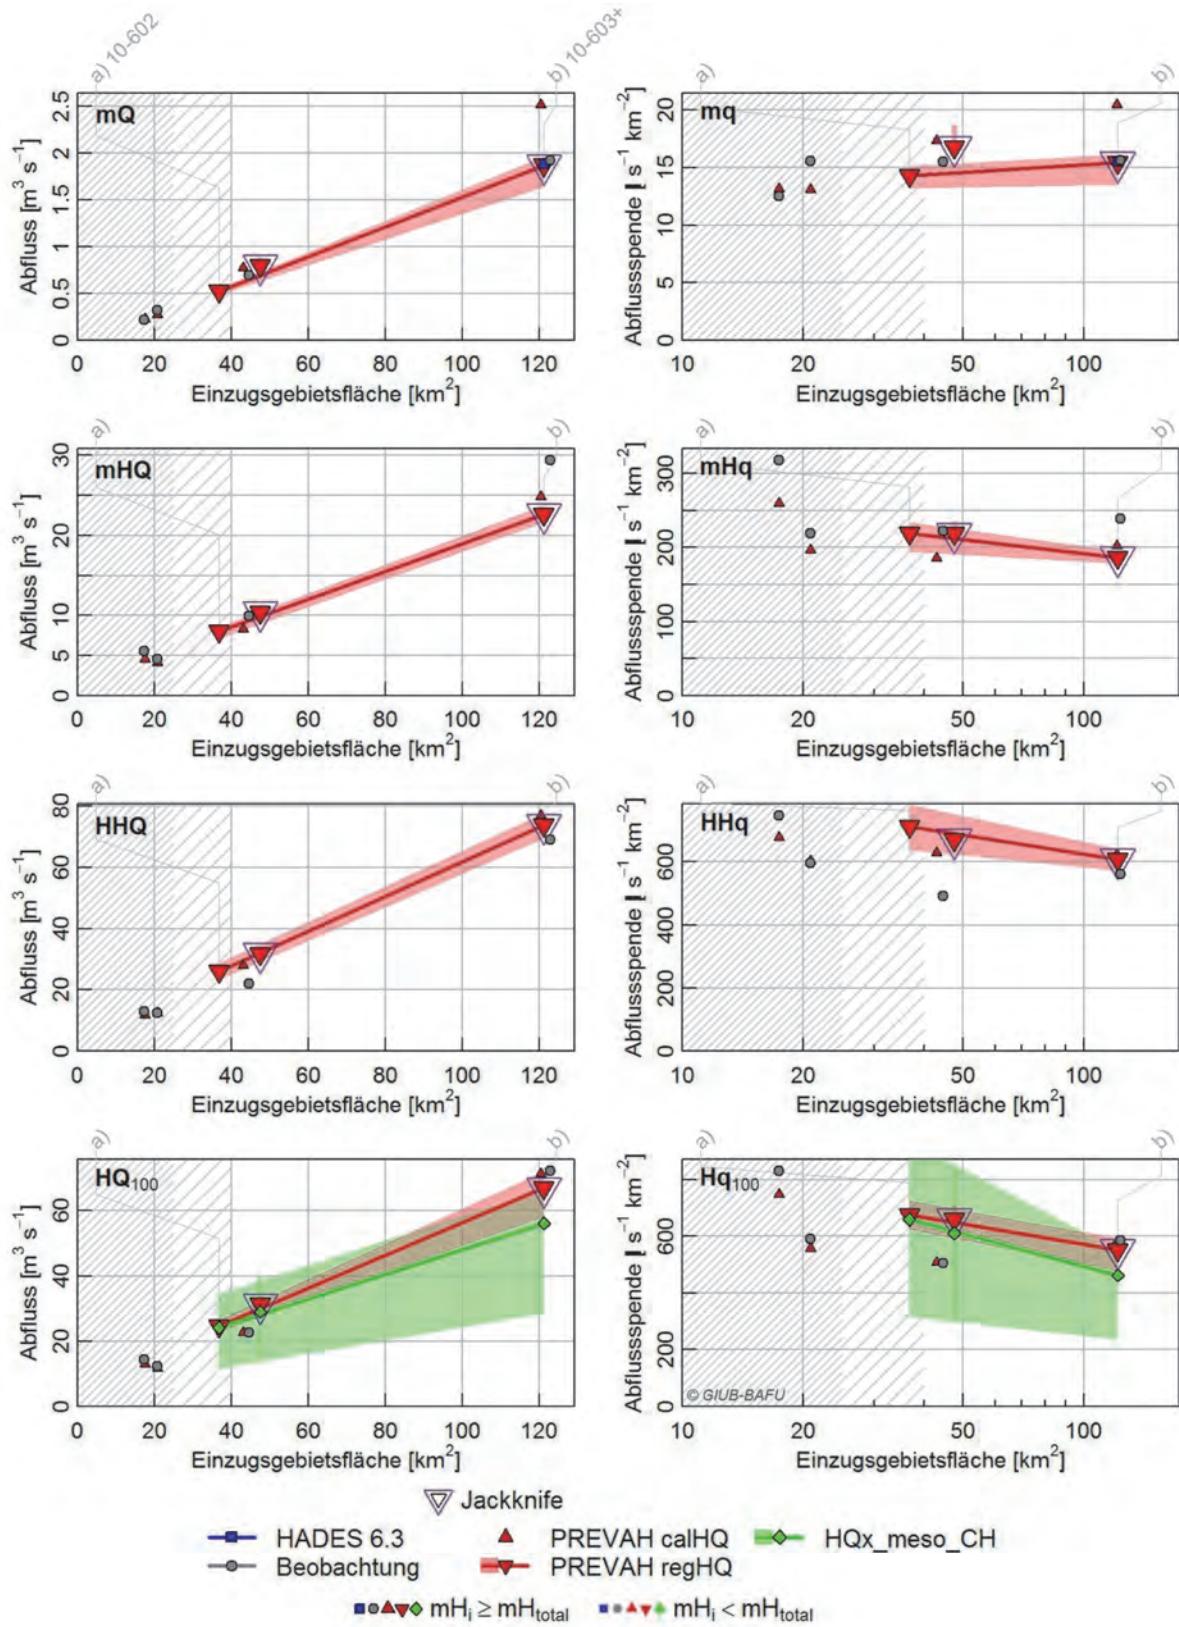 a) 10-602
b) 10-603+
a)
b)
mQ
2.5
2
1.5
1
0.5
0
Abfluss [m³ s⁻¹]
0 20 40 60 80 100 120
Einzugsgebietsfläche [km²]
mq
20
15
10
5
0
Abflussspende [l s⁻¹ km⁻²]
10 20 50 100
Einzugsgebietsfläche [km²]
a)
b)
a)
b)
mHQ
30
20
10
5
0
Abfluss [m³ s⁻¹]
0 20 40 60 80 100 120
Einzugsgebietsfläche [km²]
mHq
300
200
100
0
Abflussspende [l s⁻¹ km⁻²]
10 20 50 100
Einzugsgebietsfläche [km²]
a)
b)
a)
b)
HHQ
80
60
40
20
0
Abfluss [m³ s⁻¹]
0 20 40 60 80 100 120
Einzugsgebietsfläche [km²]
HHq
600
400
200
0
Abflussspende [l s⁻¹ km⁻²]
10 20 50 100
Einzugsgebietsfläche [km²]
a)
b)
a)
b)
HQ₁₀₀
60
40
20
0
Abfluss [m³ s⁻¹]
0 20 40 60 80 100 120
Einzugsgebietsfläche [km²]
Hq₁₀₀
600
200
0
Abflussspende [l s⁻¹ km⁻²]
© GIUB-BAFU
10 20 50 100
Einzugsgebietsfläche [km²]
Jackknife
HADES 6.3 PREVAH calHQ HQx_meso_CH
Beobachtung PREVAH regHQ
mHᵢ ≥ mH_total mHᵢ < mH_total